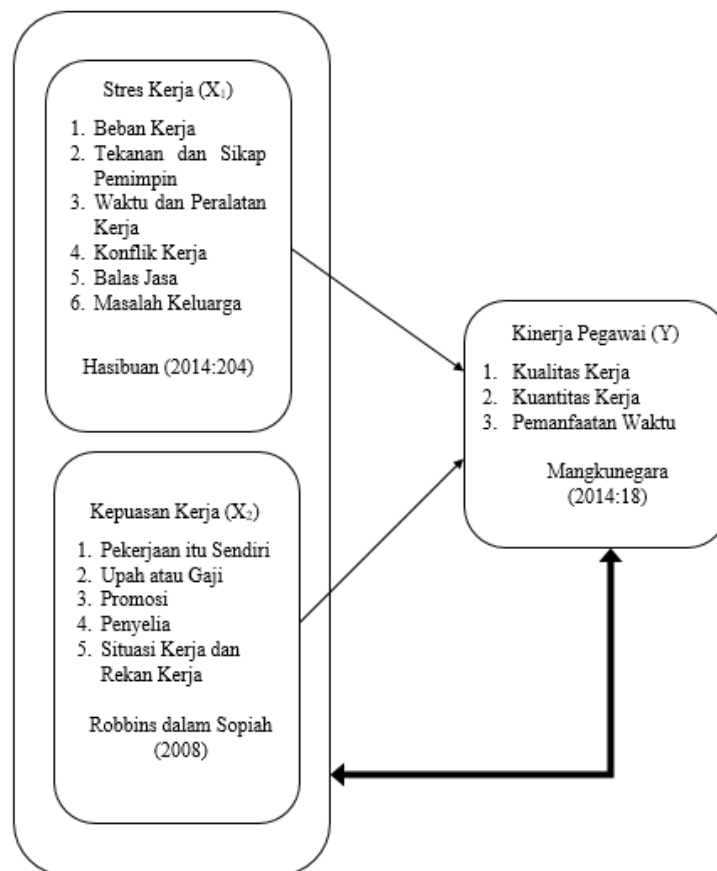 Stres Kerja (X₁)
1. Beban Kerja
2. Tekanan dan Sikap
Pemimpin
3. Waktu dan Peralatan
Kerja
4. Konflik Kerja
5. Balas Jasa
6. Masalah Keluarga
Hasibuan (2014:204)
Kepuasan Kerja (X₂)
1. Pekerjaan itu Sendiri
2. Upah atau Gaji
3. Promosi
4. Penyelia
5. Situasi Kerja dan
Rekan Kerja
Robbins dalam Sopiah
(2008)
Kinerja Pegawai (Y)
1. Kualitas Kerja
2. Kuantitas Kerja
3. Pemanfaatan Waktu
Mangkunegara
(2014:18)